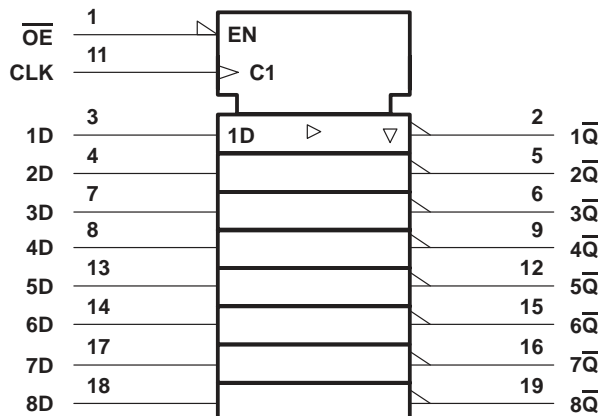 1
O̅E̅ EN
11
CLK C1
3 2
1D 1D 1Q̅
4 5
2D 2Q̅
7 6
3D 3Q̅
8 9
4D 4Q̅
13 12
5D 5Q̅
14 15
6D 6Q̅
17 16
7D 7Q̅
18 19
8D 8Q̅